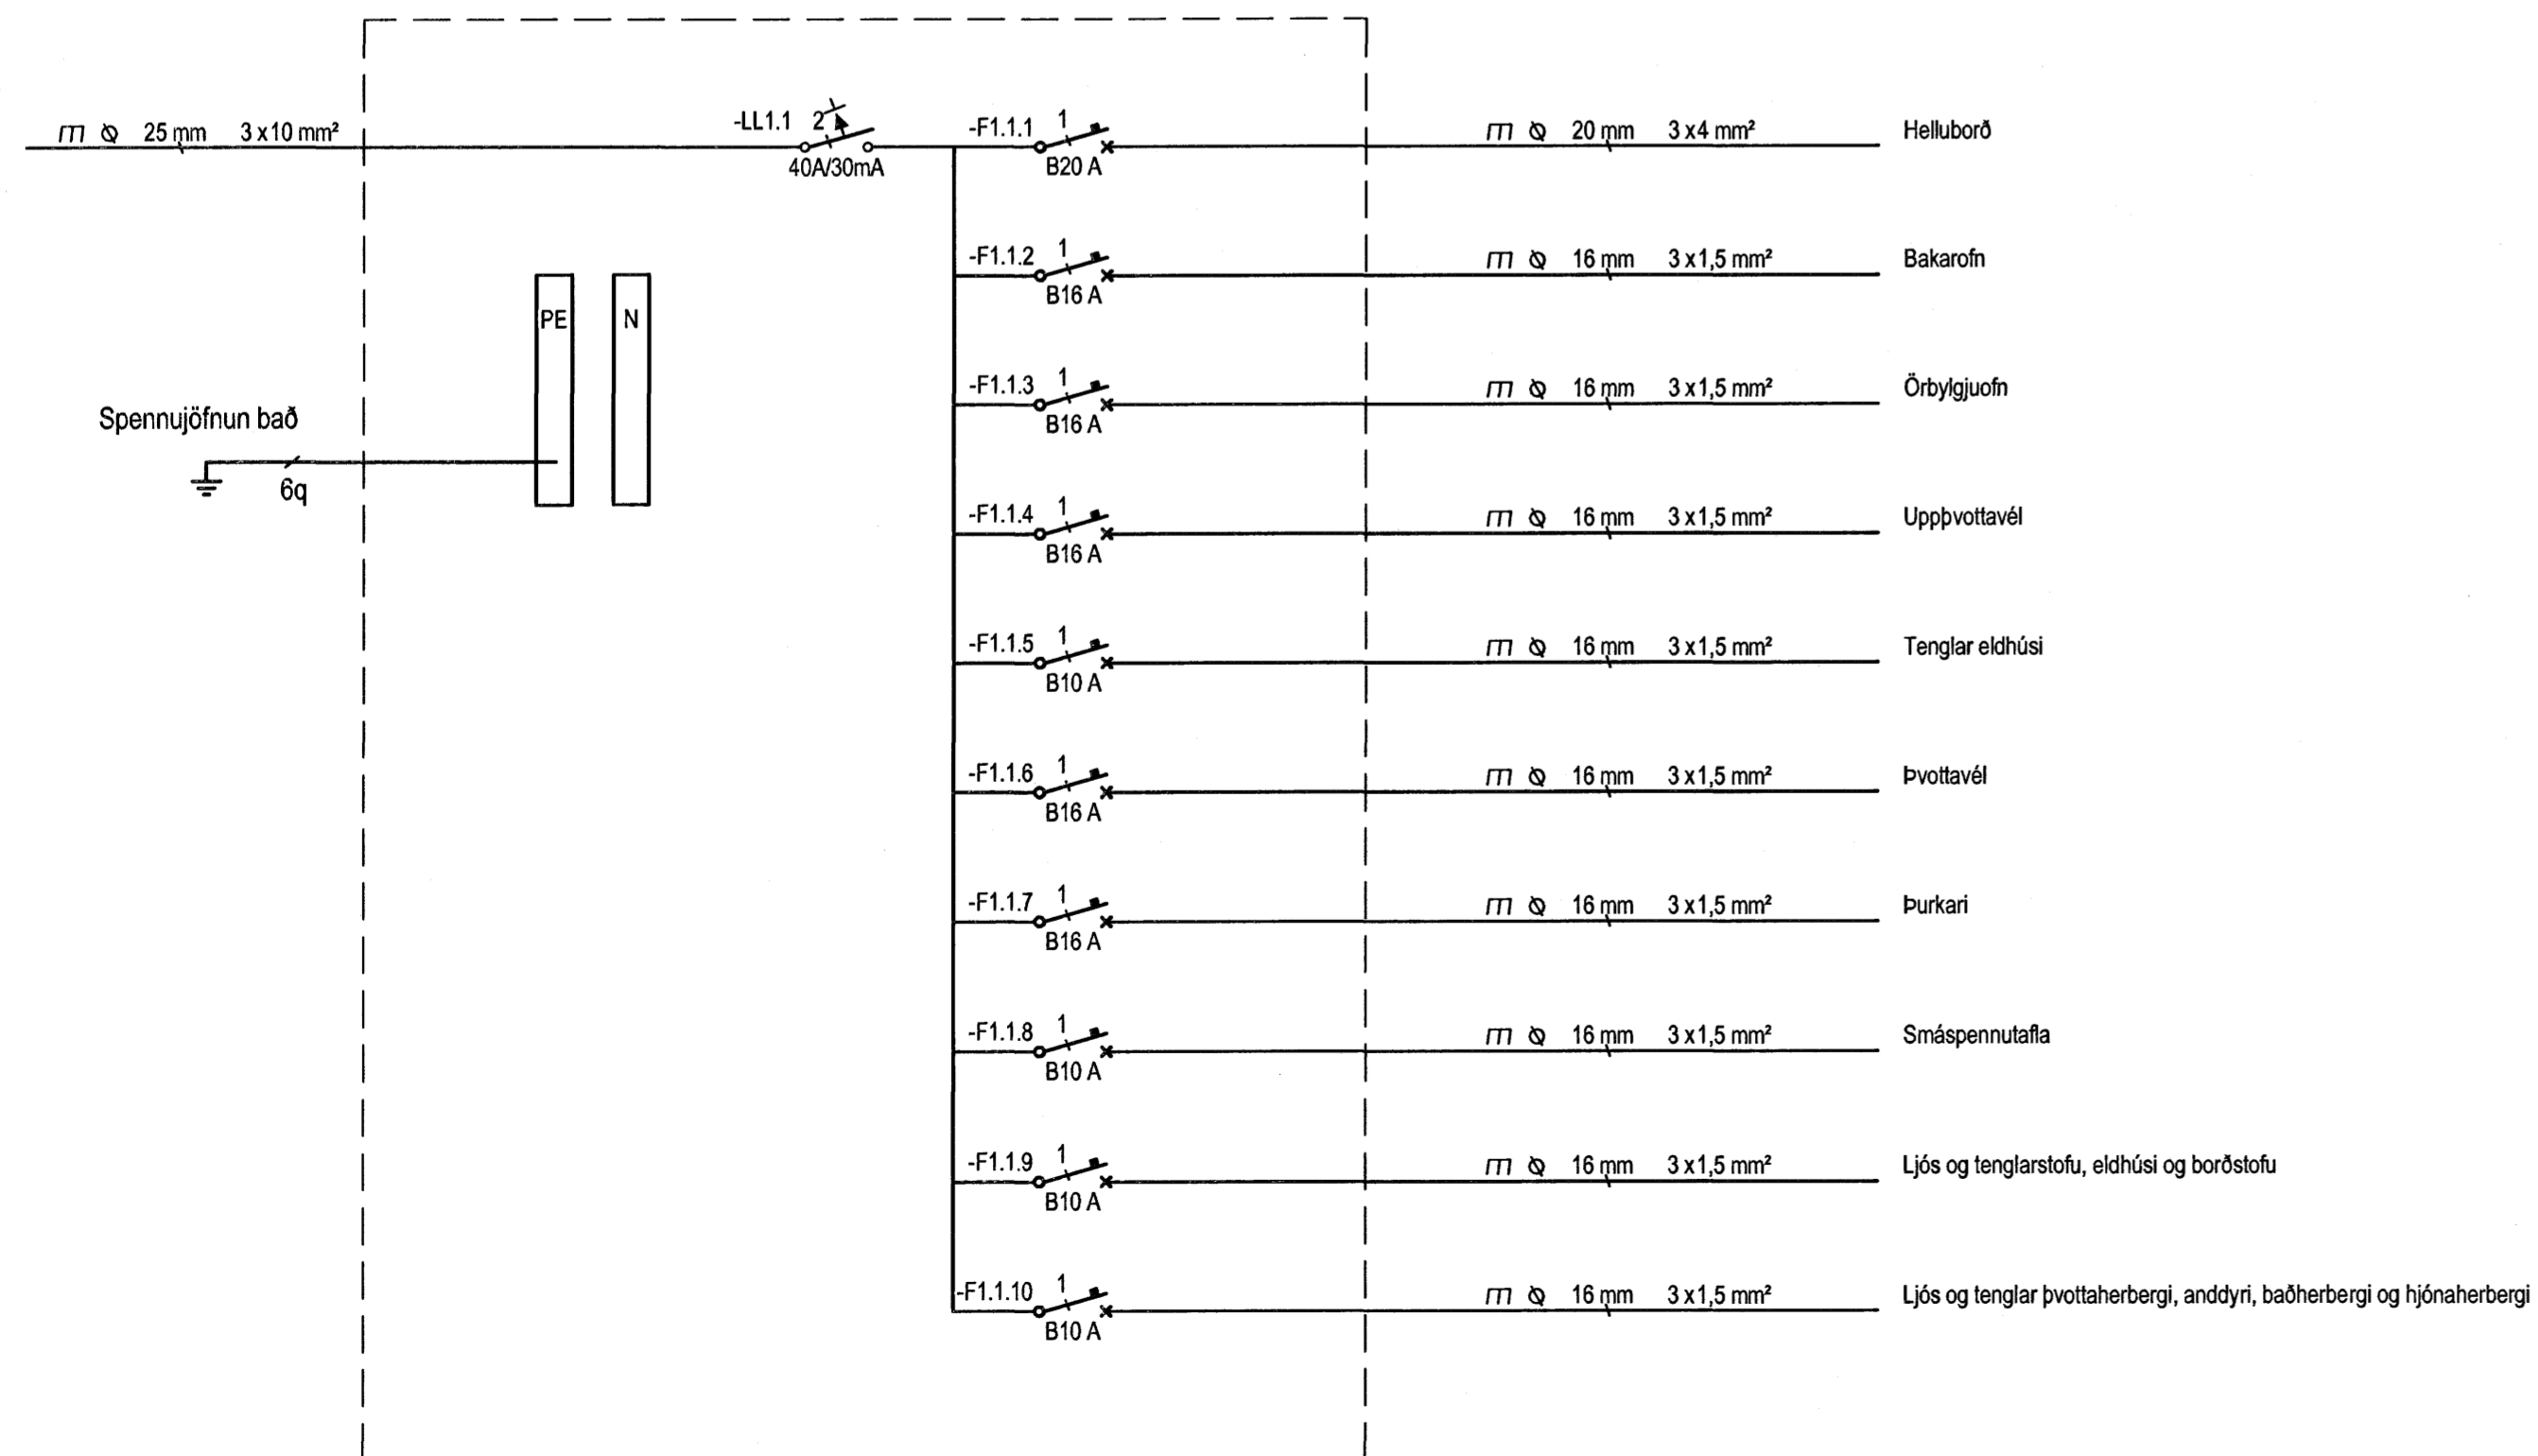 25 mm 3 x 10 mm²
-LL1.1 2
40A/30mA
-F1.1.1 1
B20 A
20 mm 3 x 4 mm²
Helluborð
-F1.1.2 1
B16 A
16 mm 3 x 1,5 mm²
Bakarofn
PE N
-F1.1.3 1
B16 A
16 mm 3 x 1,5 mm²
Örbylgjuofn
Spennujöfnun bað
6q
-F1.1.4 1
B16 A
16 mm 3 x 1,5 mm²
Uppþvottavél
-F1.1.5 1
B10 A
16 mm 3 x 1,5 mm²
Tenglar eldhúsi
-F1.1.6 1
B16 A
16 mm 3 x 1,5 mm²
Þvottavél
-F1.1.7 1
B16 A
16 mm 3 x 1,5 mm²
Þurkari
-F1.1.8 1
B10 A
16 mm 3 x 1,5 mm²
Smáspennutafla
-F1.1.9 1
B10 A
16 mm 3 x 1,5 mm²
Ljós og tenglarstofu, eldhúsi og borðstofu
-F1.1.10 1
B10 A
16 mm 3 x 1,5 mm²
Ljós og tenglar þvottaherbergi, anddyri, baðherbergi og hjónaherbergi